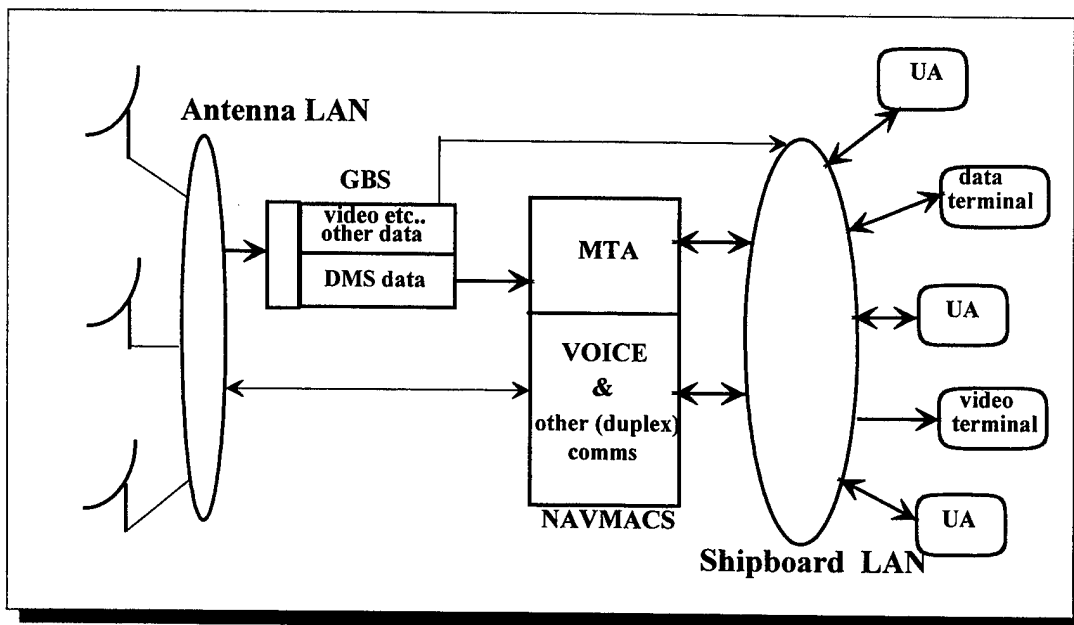 Antenna LAN
GBS
video etc..
other data
DMS data
MTA
VOICE
&
other (duplex)
comms
NAVMACS
Shipboard LAN
UA
data
terminal
UA
video
terminal
UA